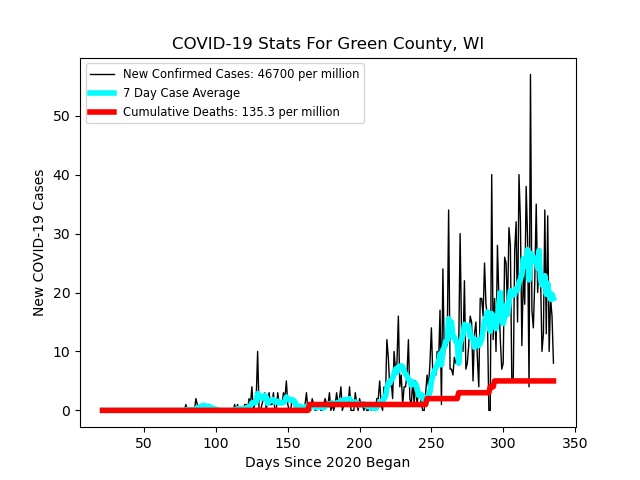 COVID-19 Stats For Green County, WI
New Confirmed Cases: 46700 per million
7 Day Case Average
Cumulative Deaths: 135.3 per million
New COVID-19 Cases
50
40
30
20
10
0
50 100 150 200 250 300 350
Days Since 2020 Began